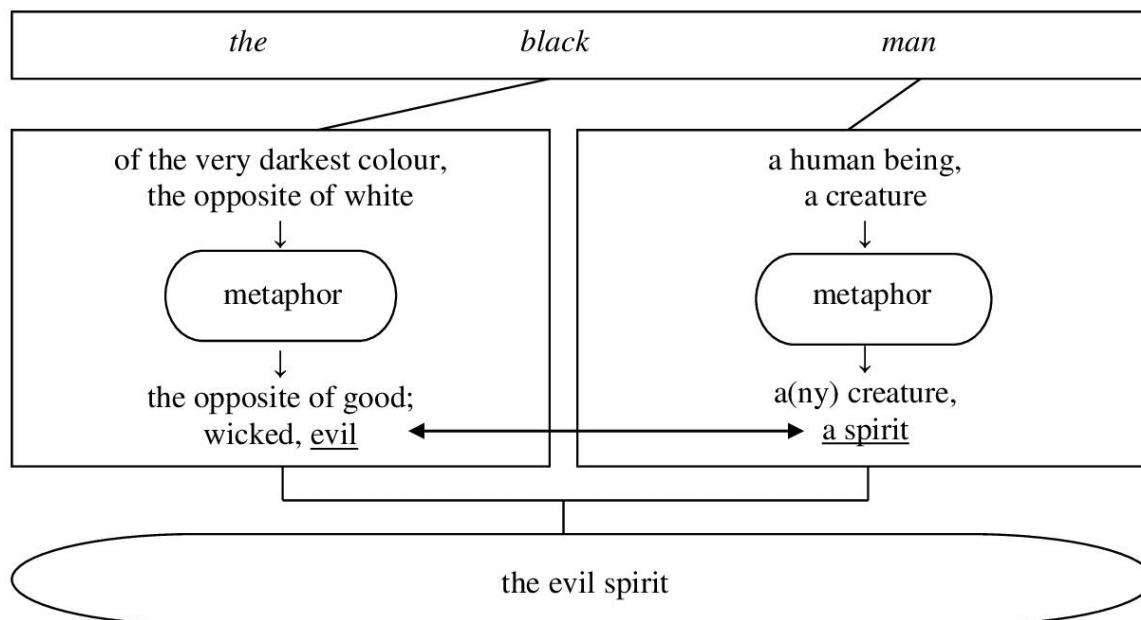 the black man
of the very darkest colour,
the opposite of white
↓
metaphor
↓
the opposite of good;
wicked, evil
a human being,
a creature
↓
metaphor
↓
a(ny) creature,
a spirit
the evil spirit